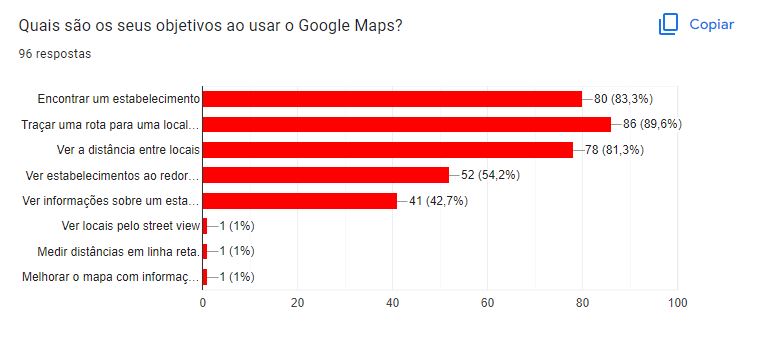 Quais são os seus objetivos ao usar o Google Maps?
Copiar
96 respostas
Encontrar um estabelecimento 80 (83,3%)
Traçar uma rota para uma local… 86 (89,6%)
Ver a distância entre locais 78 (81,3%)
Ver estabelecimentos ao redor… 52 (54,2%)
Ver informações sobre um esta… 41 (42,7%)
Ver locais pelo street view 1 (1%)
Medir distâncias em linha reta. 1 (1%)
Melhorar o mapa com informaç… 1 (1%)
0 20 40 60 80 100